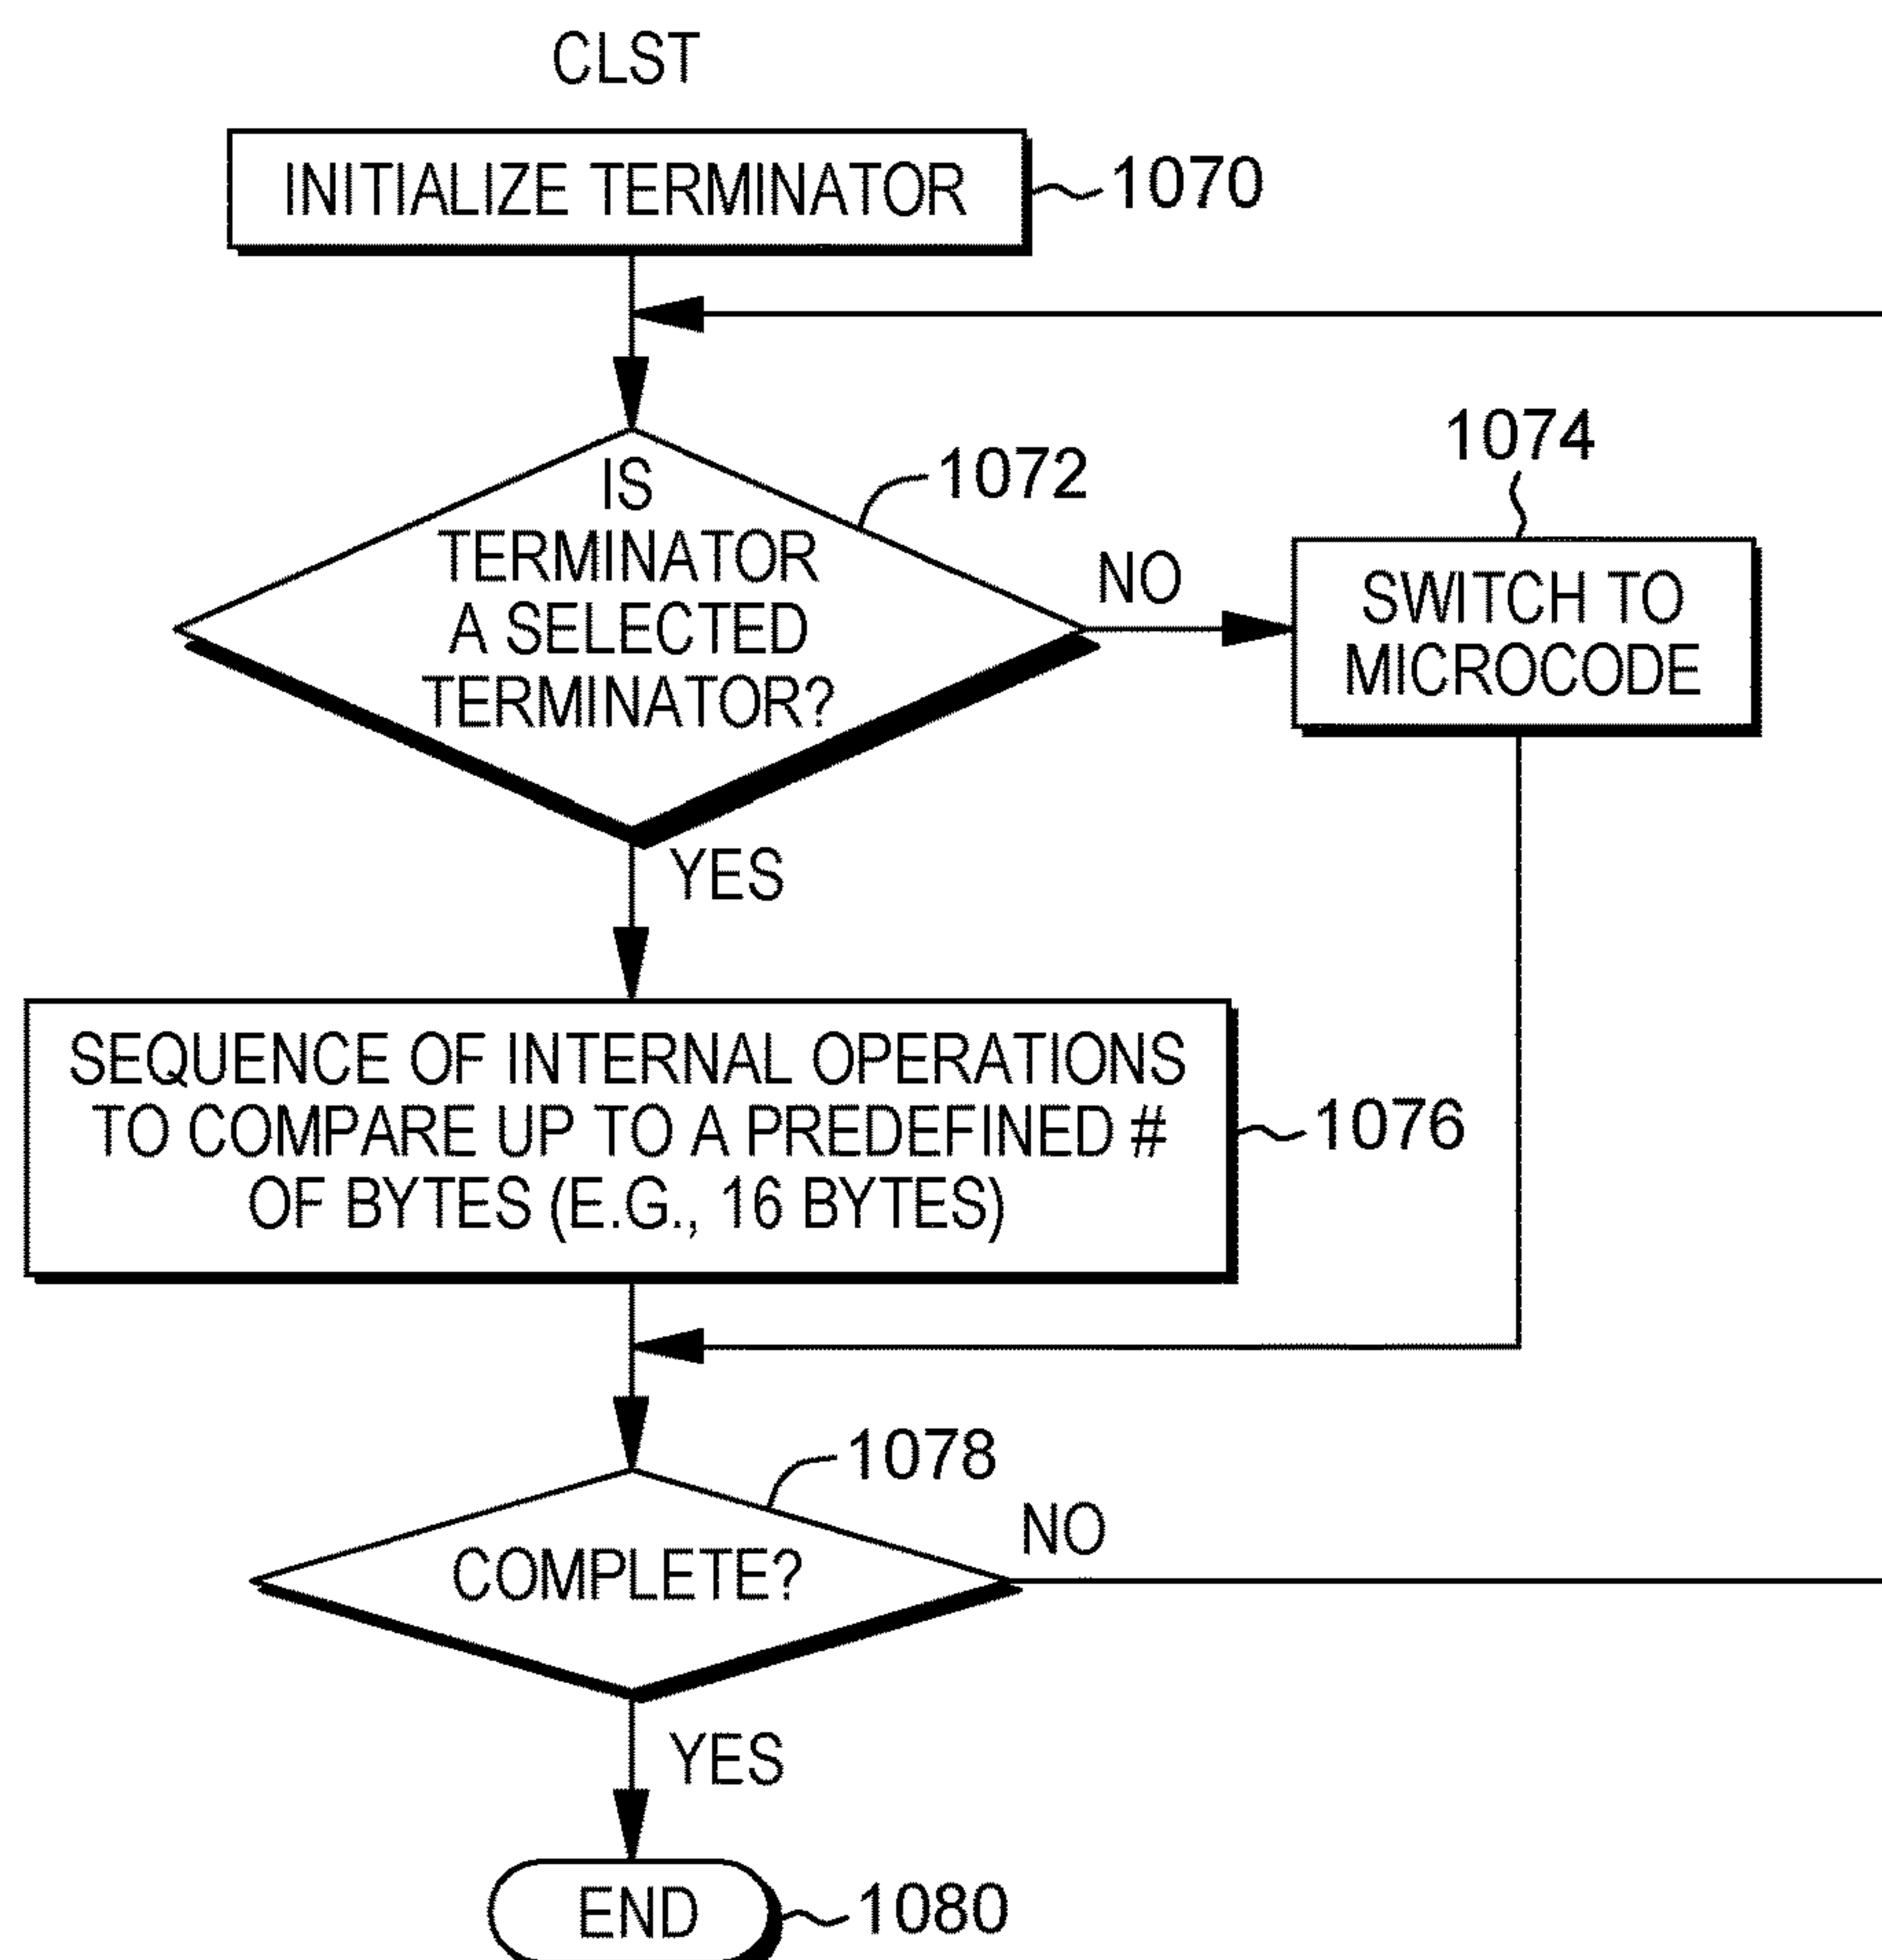 CLST
INITIALIZE TERMINATOR
1070
IS
TERMINATOR
A SELECTED
TERMINATOR?
1072
NO
1074
SWITCH TO
MICROCODE
YES
SEQUENCE OF INTERNAL OPERATIONS
TO COMPARE UP TO A PREDEFINED #
OF BYTES (E.G., 16 BYTES)
1076
1078
COMPLETE?
NO
YES
END
1080